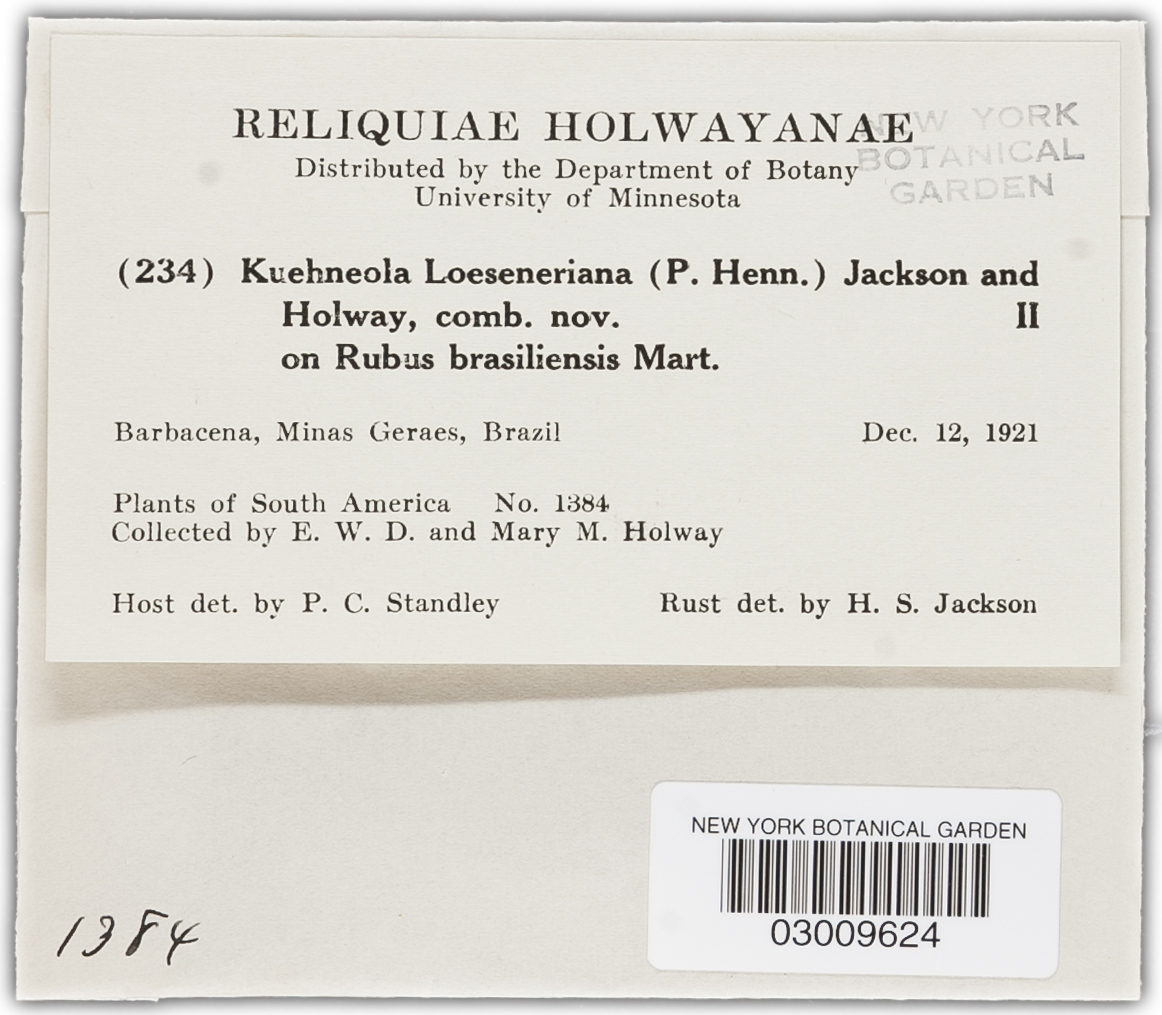 RELIQUIAE HOLWAYANAE
NEW YORK
BOTANICAL
GARDEN
Distributed by the Department of Botany
University of Minnesota
(234) Kuehneola Loeseneriana (P. Henn.) Jackson and
Holway, comb. nov. II
on Rubus brasiliensis Mart.
Barbacena, Minas Geraes, Brazil Dec. 12, 1921
Plants of South America No. 1384
Collected by E. W. D. and Mary M. Holway
Host det. by P. C. Standley Rust det. by H. S. Jackson
NEW YORK BOTANICAL GARDEN
03009624
1384